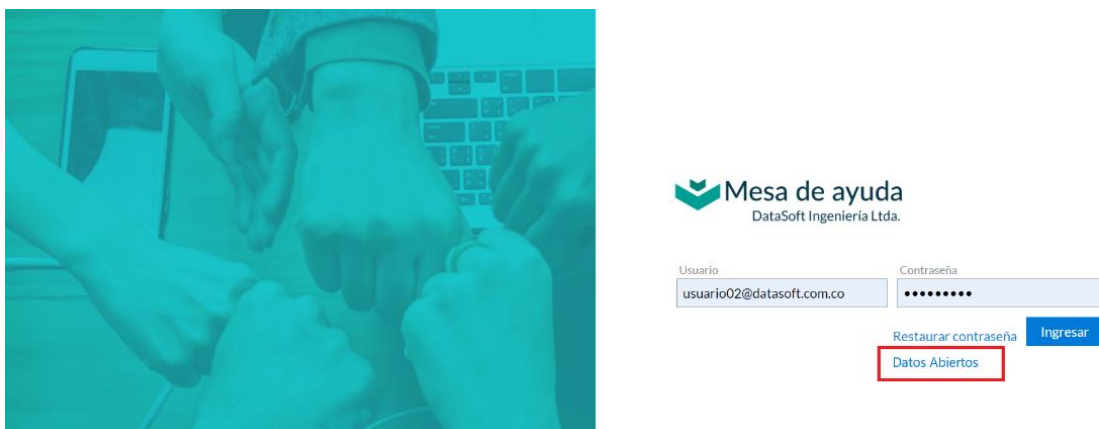 Mesa de ayuda
DataSoft Ingeniería Ltda.
Usuario Contraseña
usuario02@datasoft.com.co •••••••••
Restaurar contraseña Ingresar
Datos Abiertos